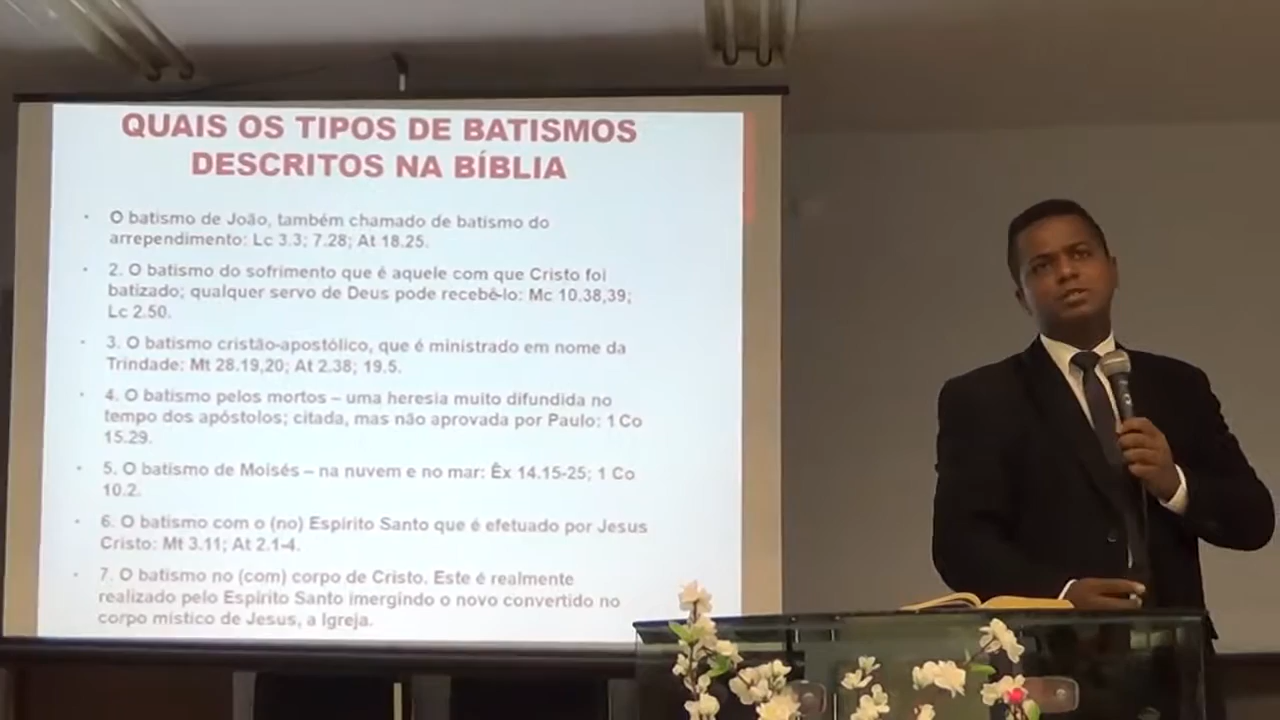 QUAIS OS TIPOS DE BATISMOS
DESCRITOS NA BÍBLIA
• O batismo de João, também chamado de batismo do
arrependimento: Lc 3.3; 7.28; At 18.25.
• 2. O batismo do sofrimento que é aquele com que Cristo foi
batizado; qualquer servo de Deus pode recebê-lo: Mc 10.38,39;
Lc 2.50.
• 3. O batismo cristão-apostólico, que é ministrado em nome da
Trindade: Mt 28.19,20; At 2.38; 19.5.
• 4. O batismo pelos mortos – uma heresia muito difundida no
tempo dos apóstolos; citada, mas não aprovada por Paulo: 1 Co
15.29.
• 5. O batismo de Moisés – na nuvem e no mar: Êx 14.15-25; 1 Co
10.2.
• 6. O batismo com o (no) Espírito Santo que é efetuado por Jesus
Cristo: Mt 3.11; At 2.1-4.
• 7. O batismo no (com) corpo de Cristo. Este é realmente
realizado pelo Espírito Santo imergindo o novo convertido no
corpo místico de Jesus, a Igreja.